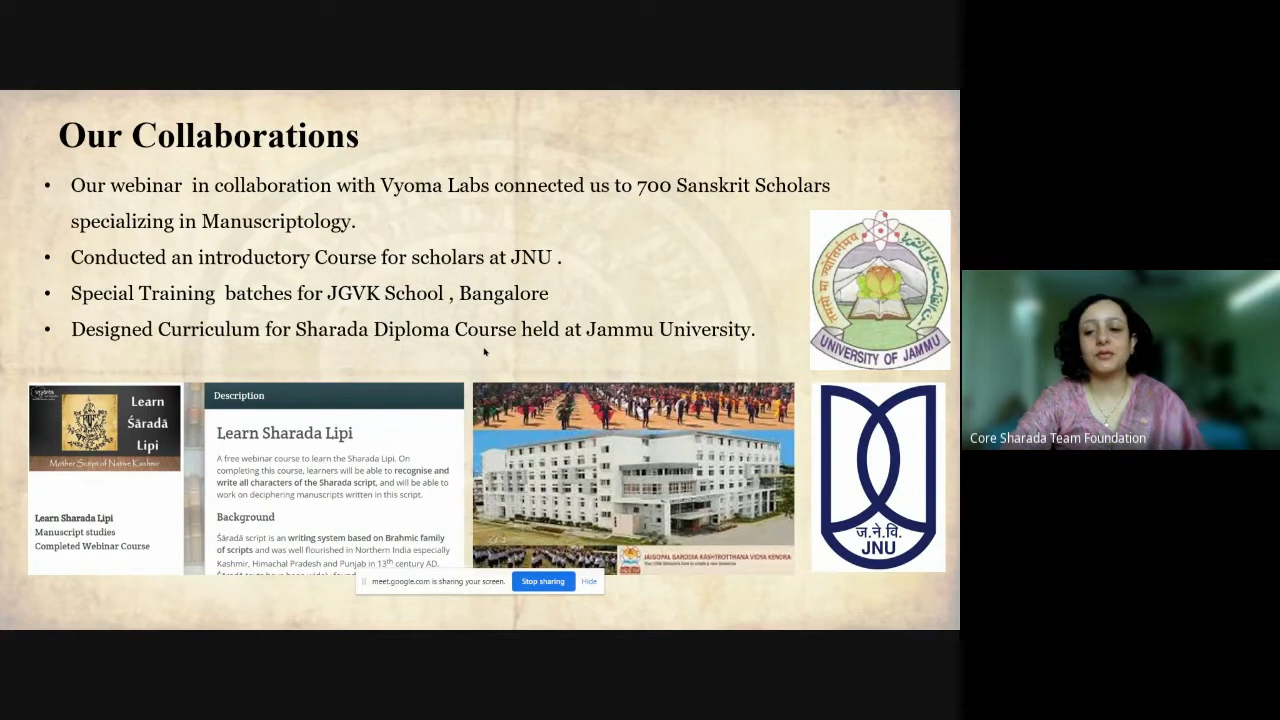 Our Collaborations
• Our webinar in collaboration with Vyoma Labs connected us to 700 Sanskrit Scholars
specializing in Manuscriptology.
• Conducted an introductory Course for scholars at JNU .
• Special Training batches for JGVK School , Bangalore
• Designed Curriculum for Sharada Diploma Course held at Jammu University.
तमसो मा ज्योतिर्गमय
UNIVERSITY OF JAMMU
vyoma
Learn
Śāradā
Lipi
Mother Script of Native Kashmir
Learn Sharada Lipi
Manuscript studies
Completed Webinar Course
Description
Learn Sharada Lipi
A free webinar course to learn the Sharada Lipi. On
completing this course, learners will be able to recognise and
write all characters of the Sharada script, and will be able to
work on deciphering manuscripts written in this script.
Background
Śāradā script is an writing system based on Brahmic family
of scripts and was well flourished in Northern India especially
Kashmir, Himachal Pradesh and Punjab in 13th century AD.
JAIGOPAL GARODIA RASHTROTTHANA VIDYA KENDRA
ज.ने.वि.
JNU
meet.google.com is sharing your screen.
Stop sharing
Hide
Core Sharada Team Foundation